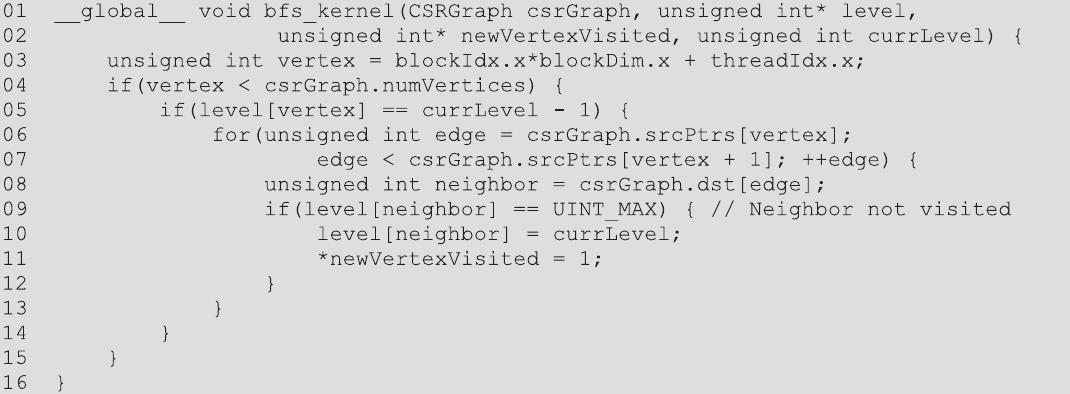 01  __global__ void bfs_kernel(CSRGraph csrGraph, unsigned int* level,
02                 unsigned int* newVertexVisited, unsigned int currLevel) {
03      unsigned int vertex = blockIdx.x*blockDim.x + threadIdx.x;
04      if(vertex < csrGraph.numVertices) {
05          if(level[vertex] == currLevel - 1) {
06              for(unsigned int edge = csrGraph.srcPtrs[vertex];
07                      edge < csrGraph.srcPtrs[vertex + 1]; ++edge) {
08                  unsigned int neighbor = csrGraph.dst[edge];
09                  if(level[neighbor] == UINT_MAX) { // Neighbor not visited
10                      level[neighbor] = currLevel;
11                      *newVertexVisited = 1;
12                  }
13              }
14          }
15      }
16  }